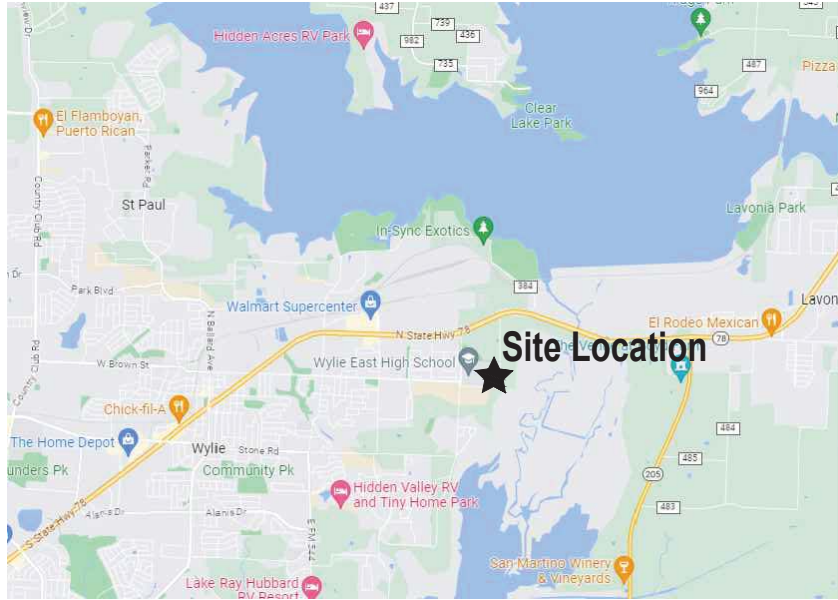 437
739
436
Hidden Acres RV Park
982
735
487
Pizza
964
Clear
Lake Park
El Flamboyan,
Puerto Rican
Parker Rd
Country Club Rd
St Paul
Lavonia Park
In-Sync Exotics
384
Park Blvd
Walmart Supercenter
N Ballard Ave
N State Hwy 78
El Rodeo Mexican
78
Site Location
Wylie East High School
W Brown St
Country Club Rd
Chick-fil-A
The Home Depot
Wylie
Stone Rd
Community Pk
484
485
205
483
Hidden Valley RV
and Tiny Home Park
Alanis Dr
Alanis Dr
S State Hwy 78
E FM 544
San Martino Winery
& Vineyards
Lake Ray Hubbard
RV Resort